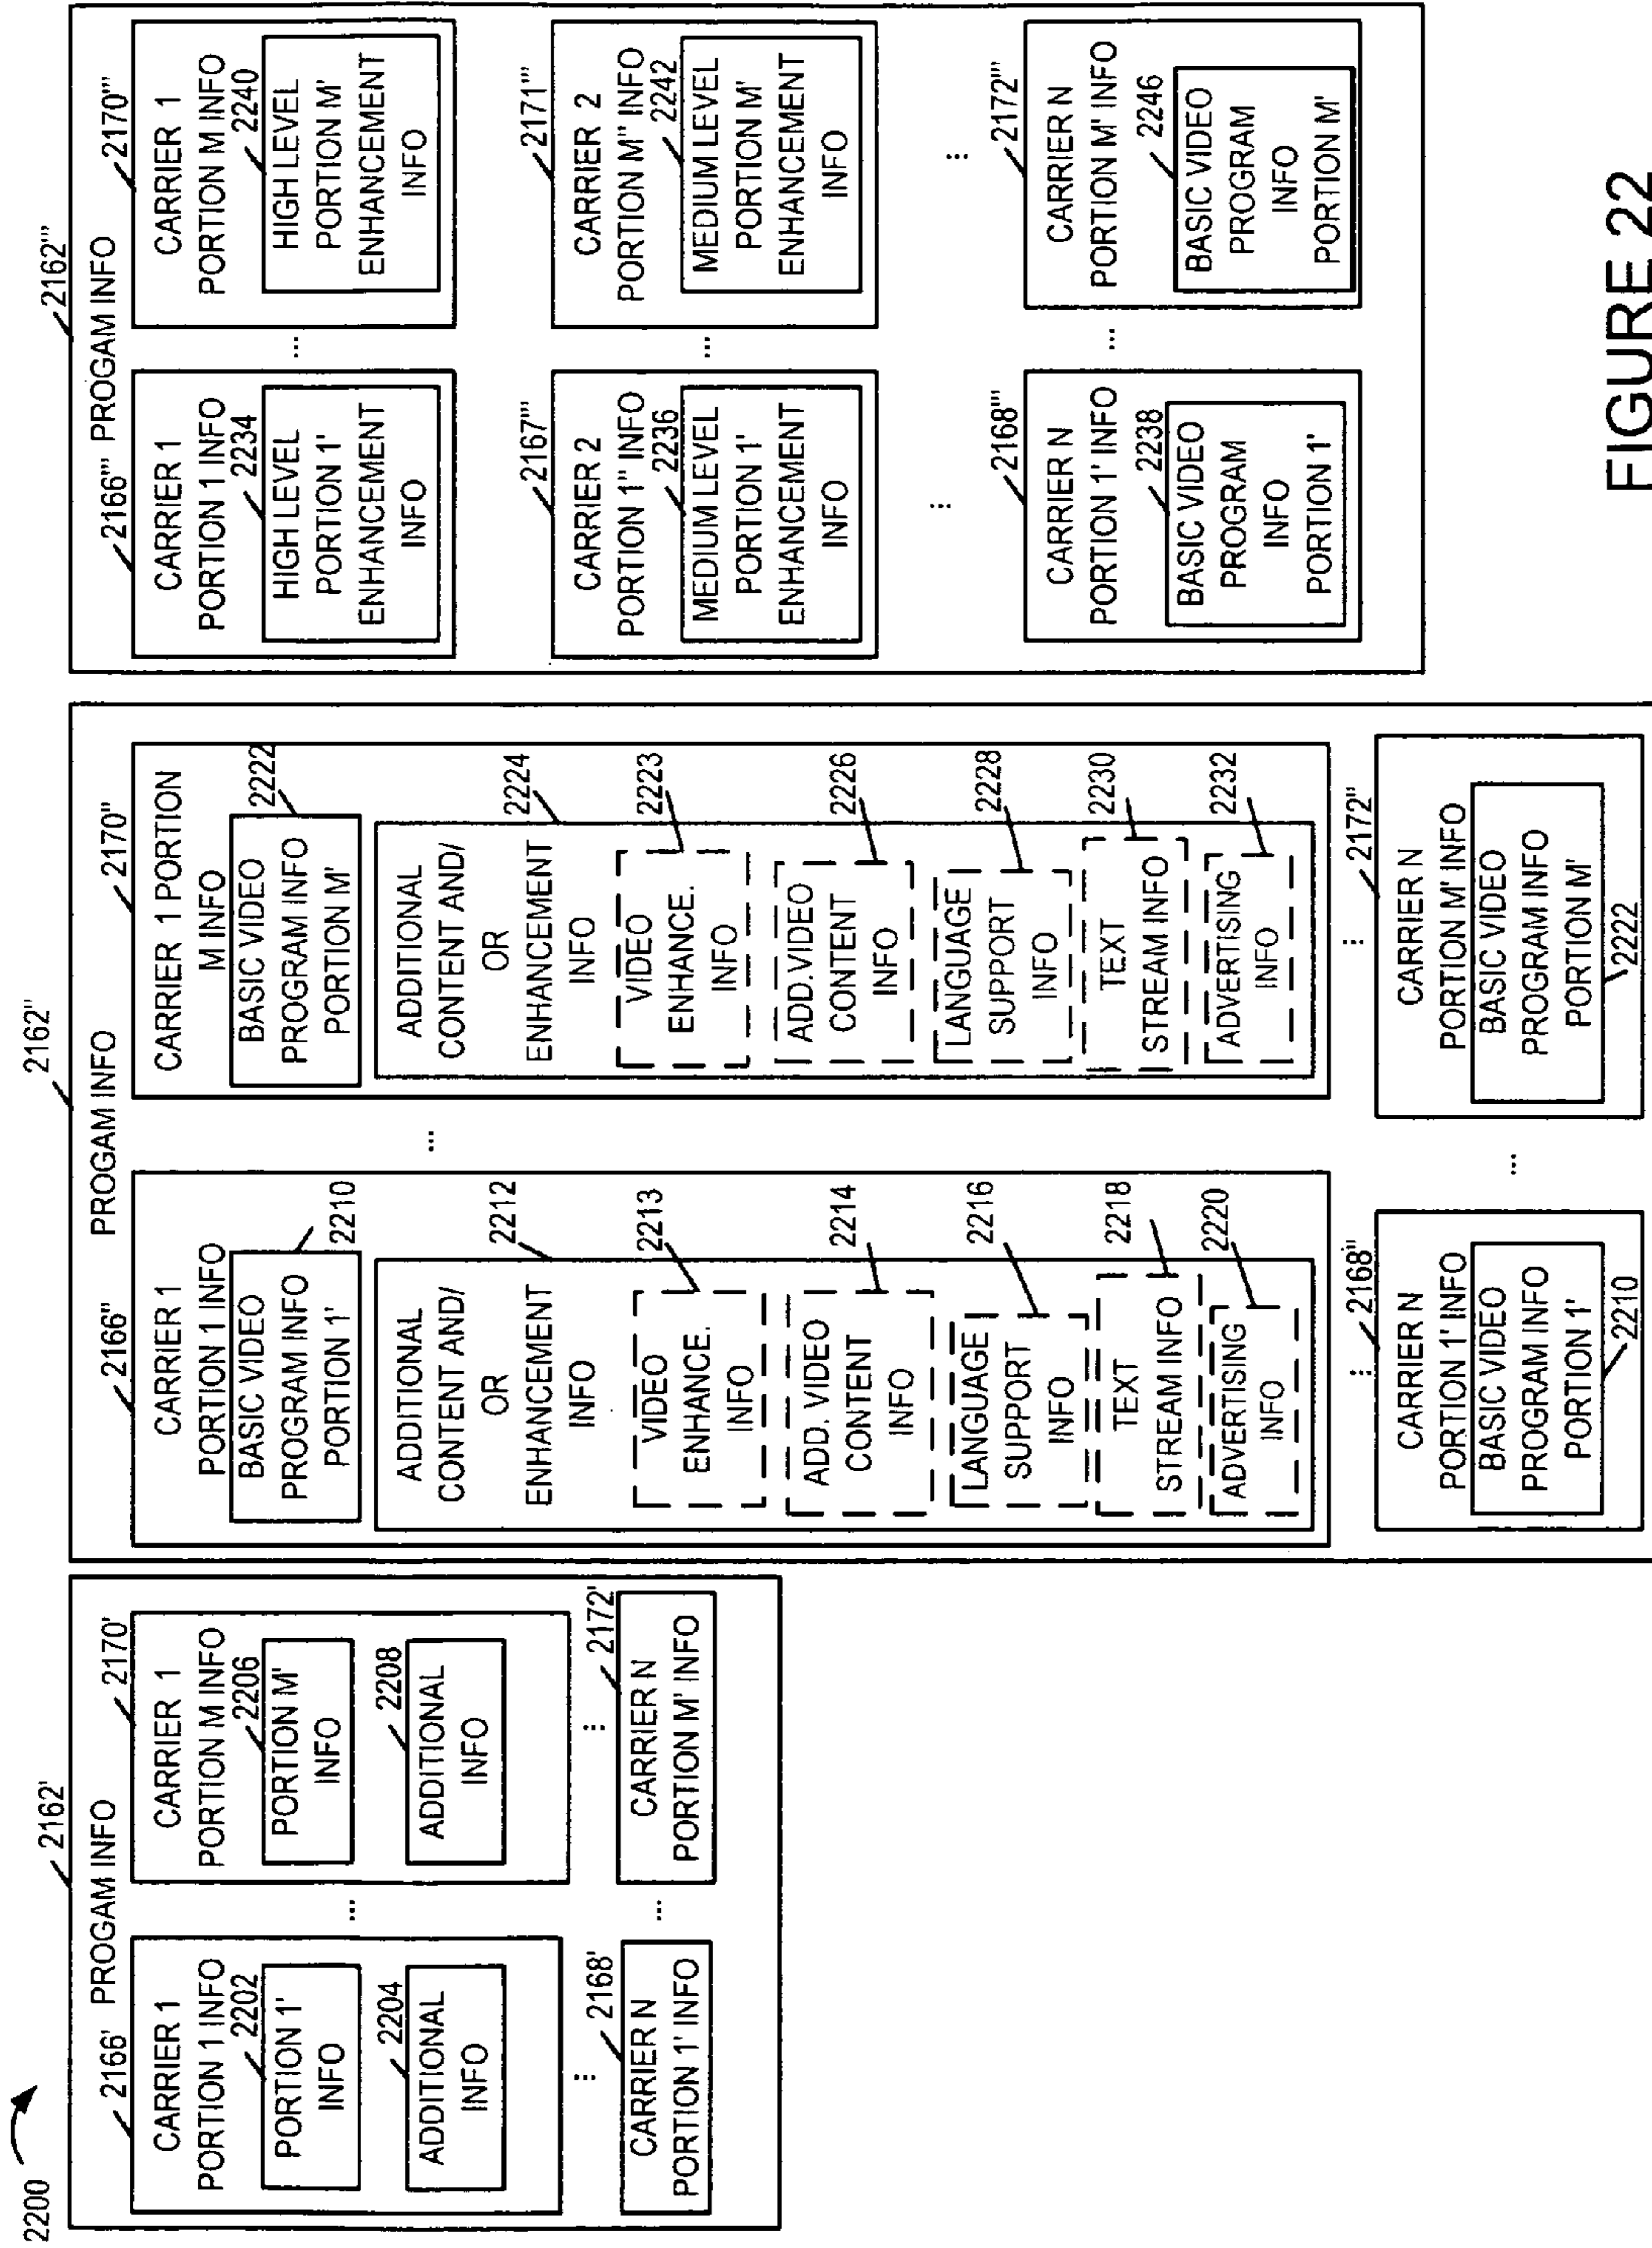 2200
2162'
PROGAM INFO
2166'
CARRIER 1
PORTION 1 INFO
2202
PORTION 1'
INFO
2204
ADDITIONAL
INFO
...
2170'
CARRIER 1
PORTION M INFO
2206
PORTION M'
INFO
2208
ADDITIONAL
INFO
...
2168'
CARRIER N
PORTION 1' INFO
...
...
2172'
CARRIER N
PORTION M' INFO
2162"
PROGAM INFO
2166"
CARRIER 1
PORTION 1 INFO
BASIC VIDEO
PROGRAM INFO
PORTION 1'
2210
ADDITIONAL
CONTENT AND/
OR
ENHANCEMENT
INFO
2212
VIDEO
ENHANCE.
INFO
2213
ADD. VIDEO
CONTENT
INFO
2214
LANGUAGE
SUPPORT
INFO
2216
TEXT
STREAM INFO
2218
ADVERTISING
INFO
2220
...
2170"
CARRIER 1 PORTION
M INFO
BASIC VIDEO
PROGRAM INFO
PORTION M'
2222
ADDITIONAL
CONTENT AND/
OR
ENHANCEMENT
INFO
2224
VIDEO
ENHANCE.
INFO
2223
ADD.VIDEO
CONTENT
INFO
2226
LANGUAGE
SUPPORT
INFO
2228
TEXT
STREAM INFO
2230
ADVERTISING
INFO
2232
...
2168"
CARRIER N
PORTION 1' INFO
BASIC VIDEO
PROGRAM INFO
PORTION 1'
2210
...
...
2172"
CARRIER N
PORTION M' INFO
BASIC VIDEO
PROGRAM INFO
PORTION M'
2222
2162'''
PROGAM INFO
2166'''
CARRIER 1
PORTION 1 INFO
2234
HIGH LEVEL
PORTION 1'
ENHANCEMENT
INFO
...
2170'''
CARRIER 1
PORTION M INFO
2240
HIGH LEVEL
PORTION M'
ENHANCEMENT
INFO
2167'''
CARRIER 2
PORTION 1" INFO
2236
MEDIUM LEVEL
PORTION 1'
ENHANCEMENT
INFO
...
2171'''
CARRIER 2
PORTION M" INFO
2242
MEDIUM LEVEL
PORTION M'
ENHANCEMENT
INFO
...
2168'''
CARRIER N
PORTION 1' INFO
2238
BASIC VIDEO
PROGRAM
INFO
PORTION 1'
...
...
2172'''
CARRIER N
PORTION M' INFO
2246
BASIC VIDEO
PROGRAM
INFO
PORTION M'
FIGURE 22